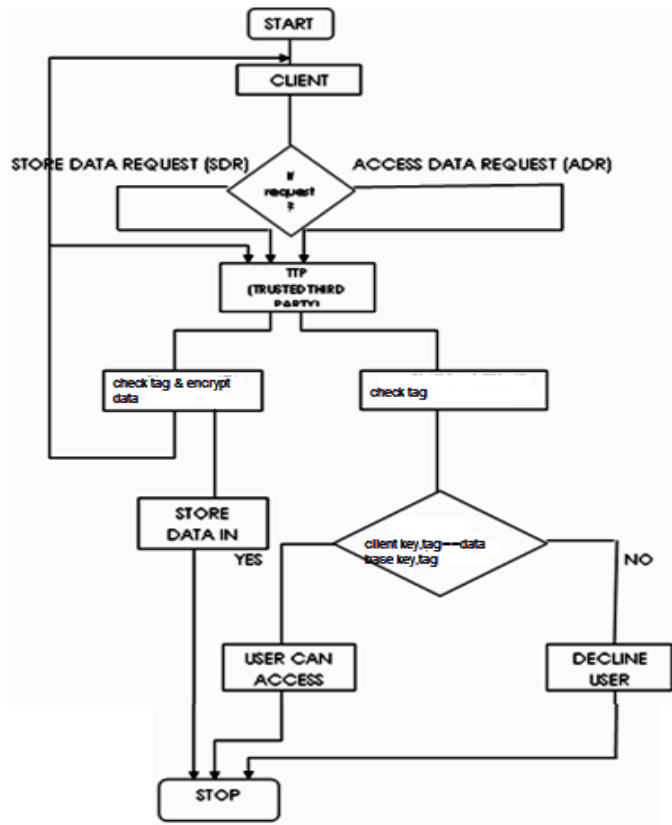 START
CLIENT
STORE DATA REQUEST (SDR)
ACCESS DATA REQUEST (ADR)
If
request
?
TTP
(TRUSTED THIRD
PARTY)
check tag & encrypt
data
check tag
STORE
DATA IN
client key,tag==data
base key,tag
YES
NO
USER CAN
ACCESS
DECLINE
USER
STOP